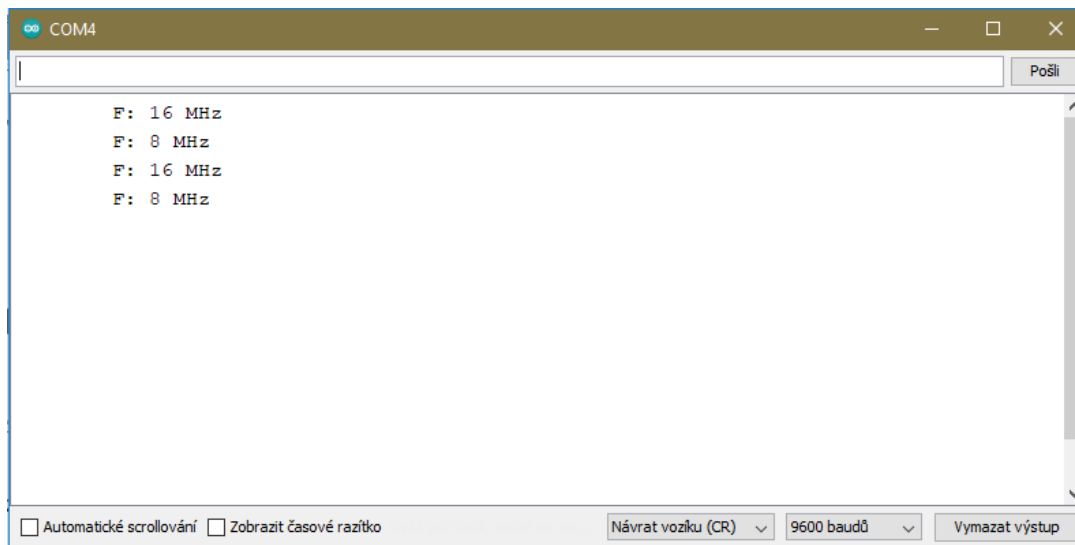 COM4
Pošli
F: 16 MHz
F: 8 MHz
F: 16 MHz
F: 8 MHz
Automatické scrollování Zobrazit časové razítko Návrat vozíku (CR) 9600 baudů Vymazat výstup